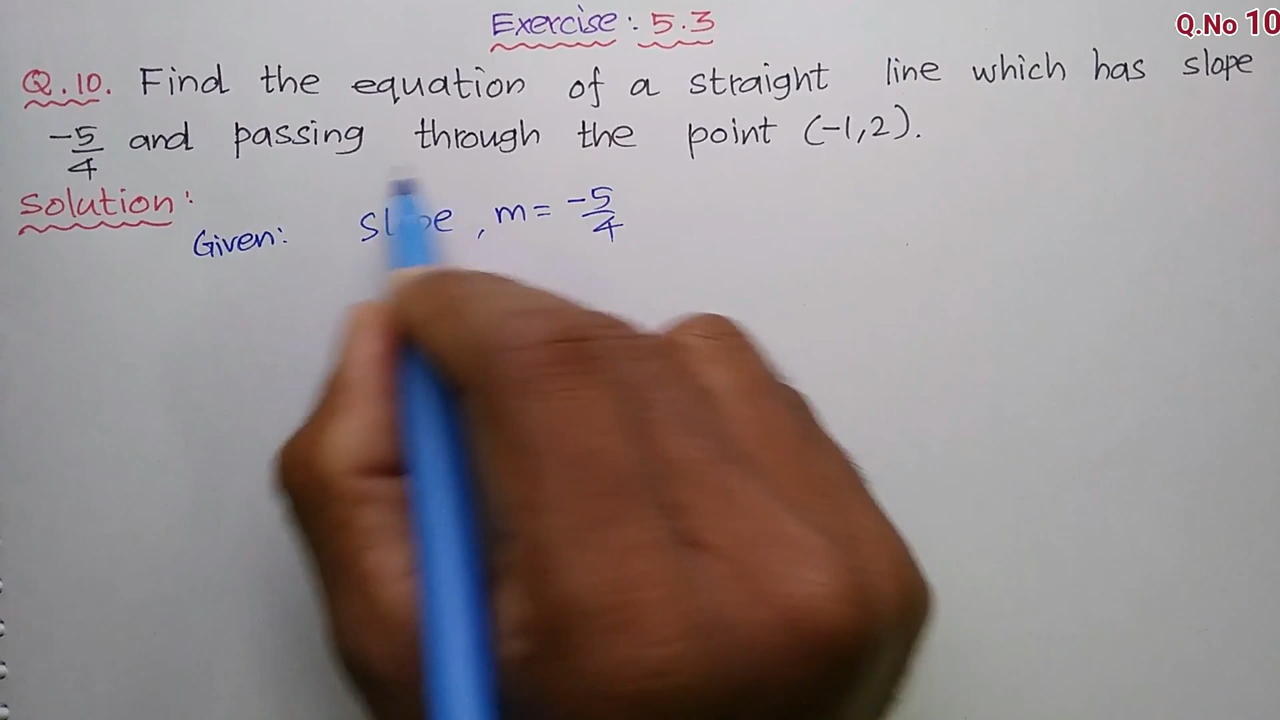 Exercise: 5.3
Q.No 10
Q.10. Find the equation of a straight line which has slope
-5/4 and passing through the point (-1,2).
Solution:
Given: , m = -5/4